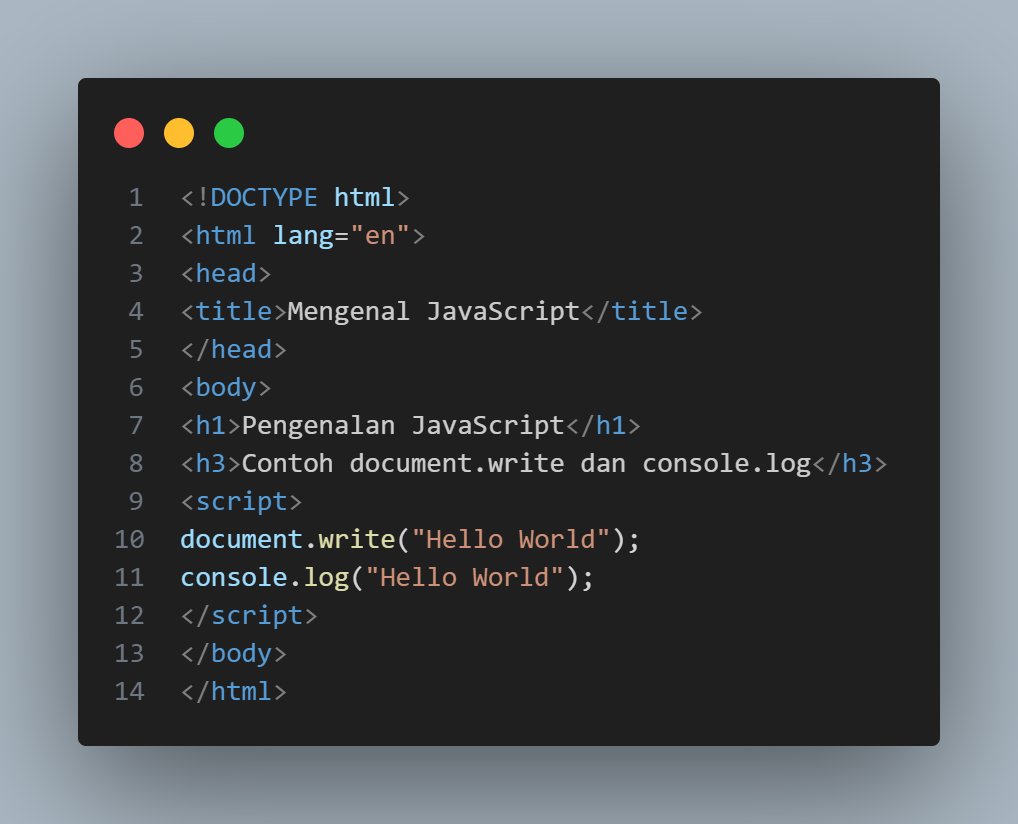 1 <!DOCTYPE html>
2 <html lang="en">
3 <head>
4 <title>Mengenal JavaScript</title>
5 </head>
6 <body>
7 <h1>Pengenalan JavaScript</h1>
8 <h3>Contoh document.write dan console.log</h3>
9 <script>
10 document.write("Hello World");
11 console.log("Hello World");
12 </script>
13 </body>
14 </html>